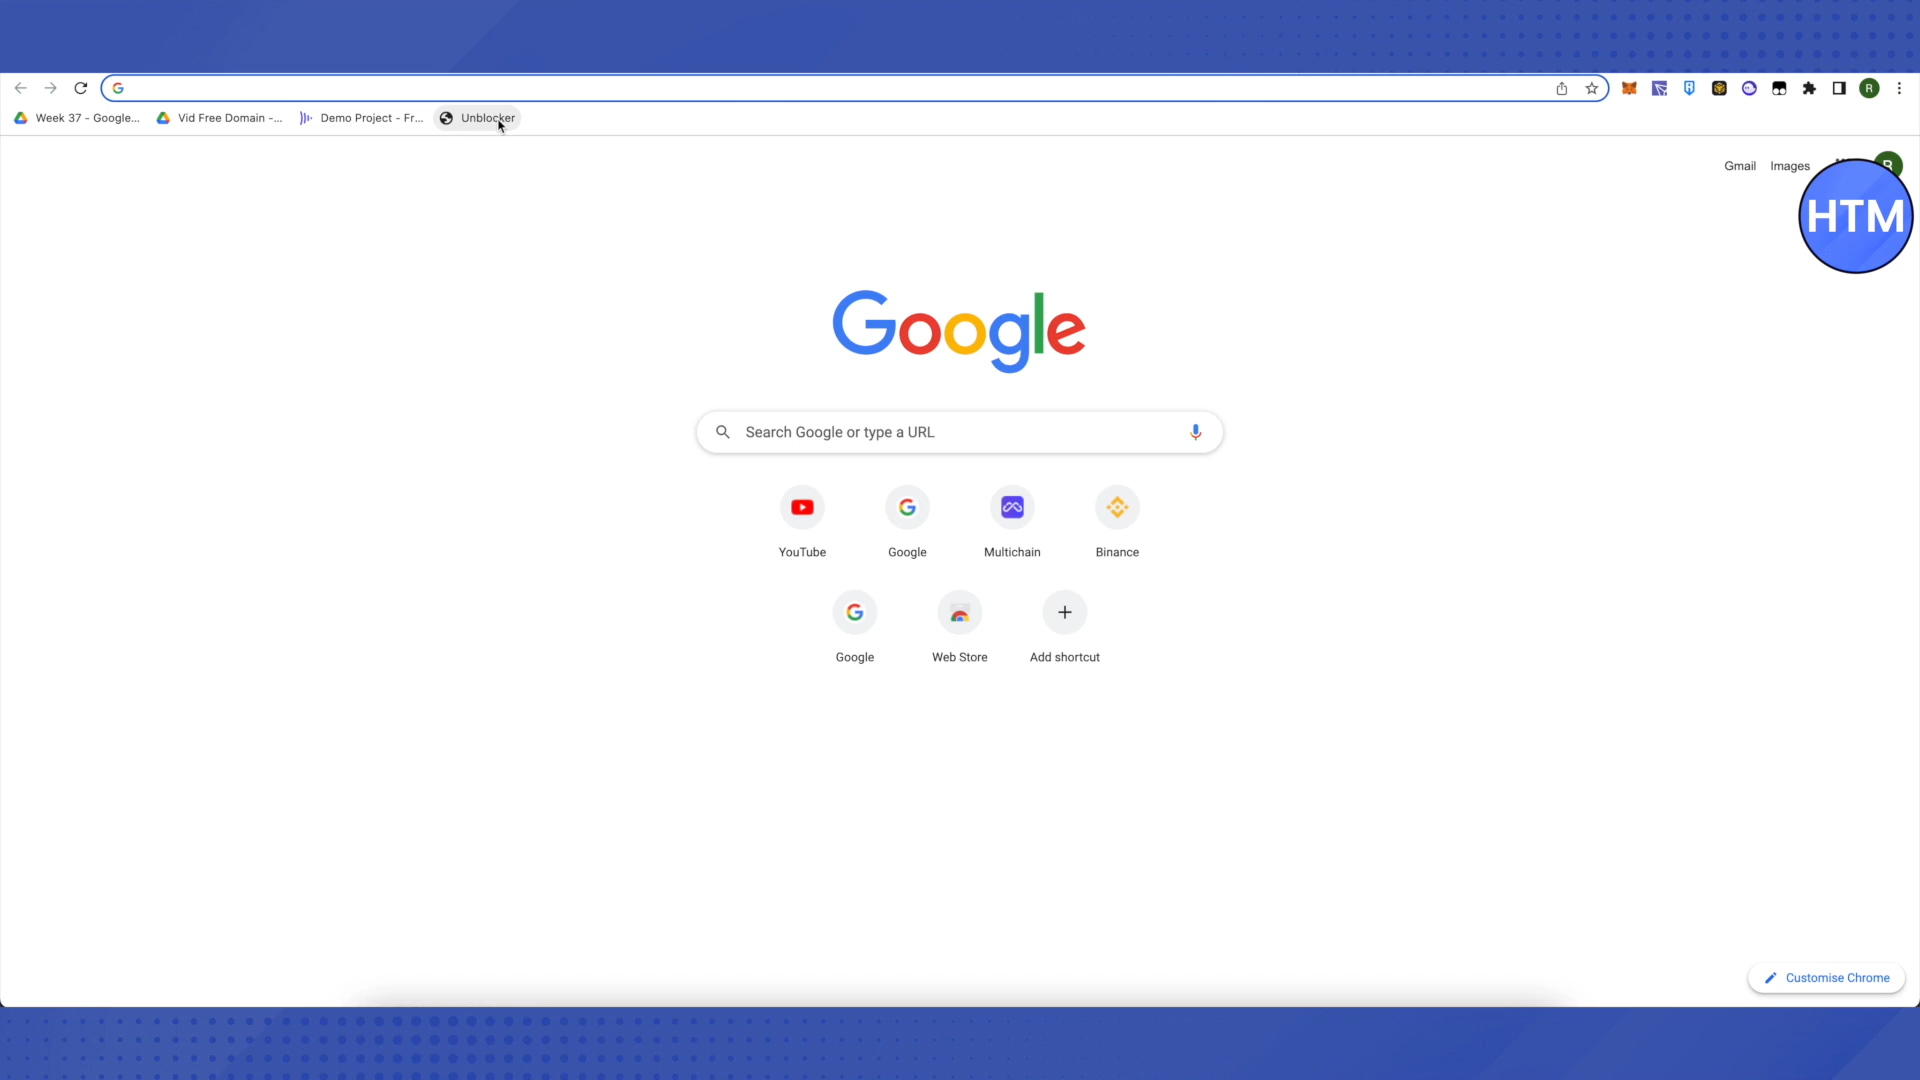 Week 37 - Google...
Vid Free Domain -...
Demo Project - Fr...
Unblocker
R
Gmail
Images
HTM
Google
Search Google or type a URL
YouTube
Google
Multichain
Binance
Google
Web Store
Add shortcut
Customise Chrome